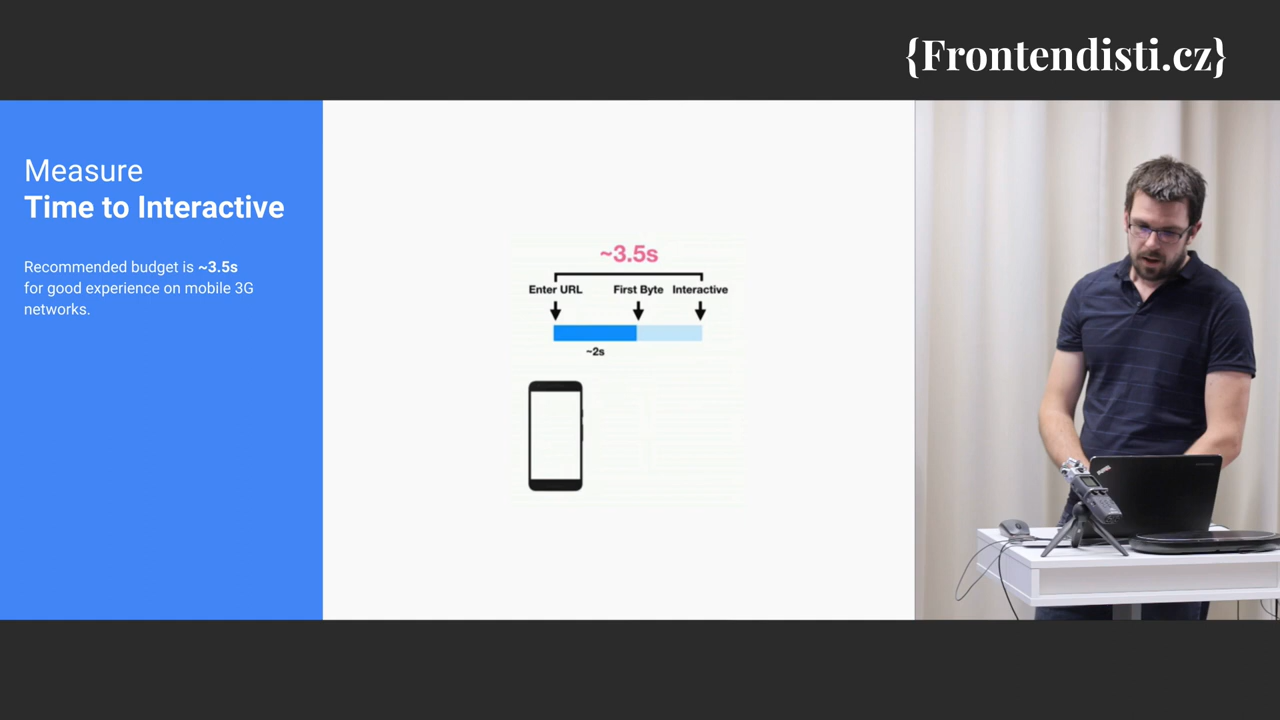 {Frontendisti.cz}
Measure
Time to Interactive
Recommended budget is ~3.5s
for good experience on mobile 3G
networks.
~3.5s
Enter URL First Byte Interactive
~2s